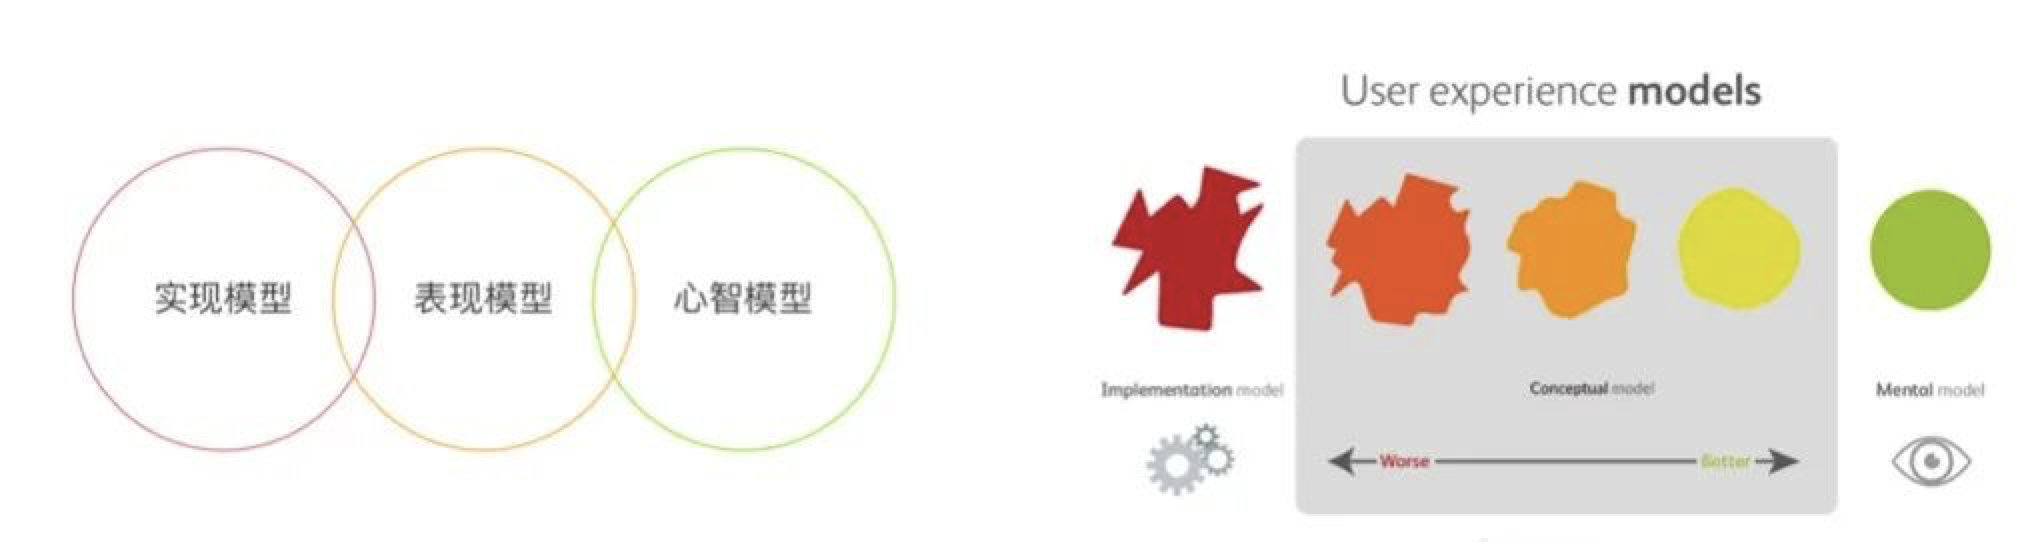 实现模型
表现模型
心智模型
User experience models
Implementation model
Conceptual model
Mental model
Worse
Better